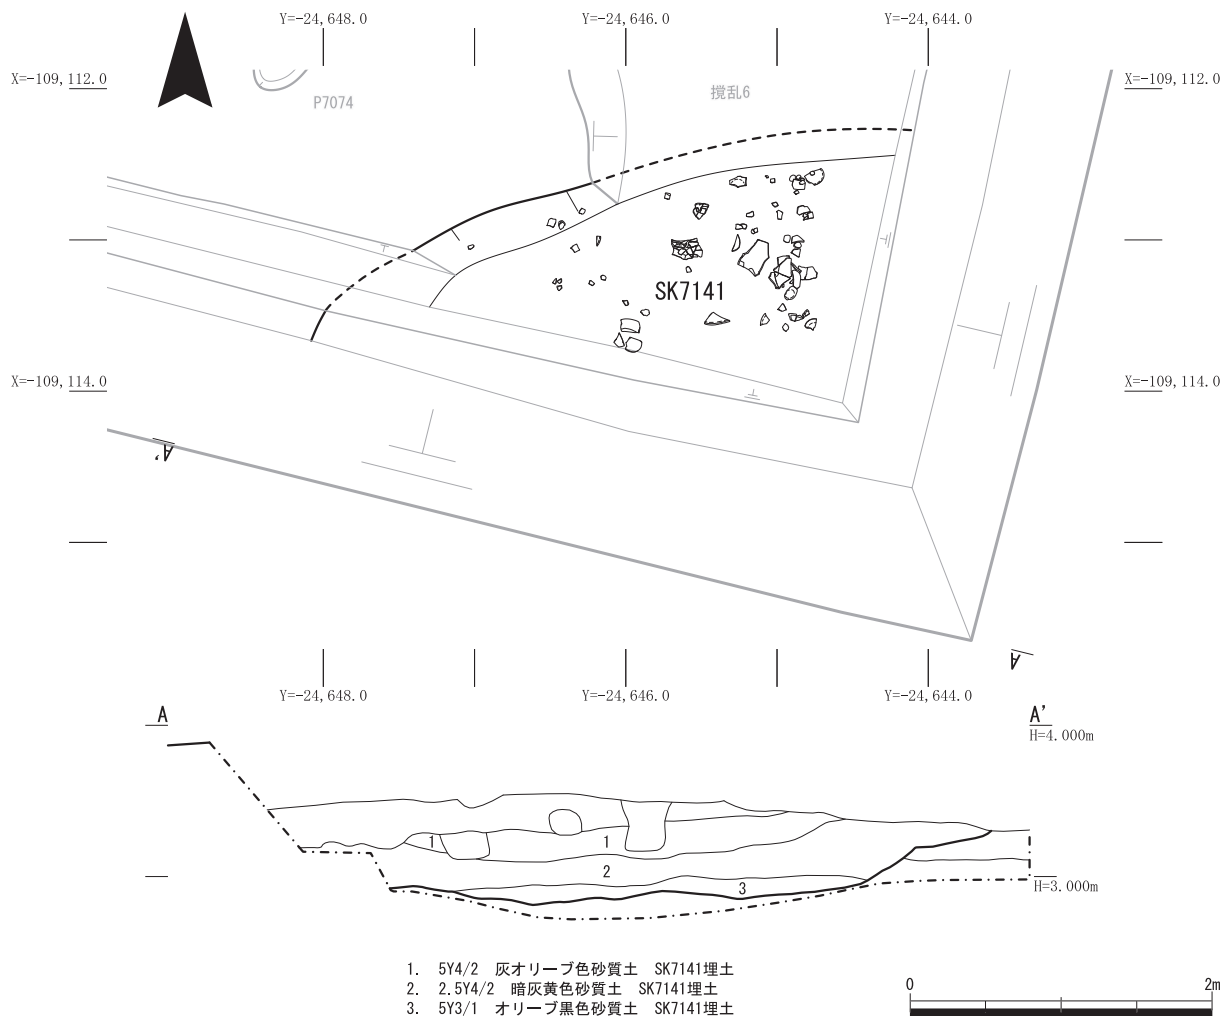 Y=-24,648.0 Y=-24,646.0 Y=-24,644.0
X=-109,112.0 X=-109,112.0
P7074 撹乱6
SK7141
X=-109,114.0 X=-109,114.0
A'
A
Y=-24,648.0 Y=-24,646.0 Y=-24,644.0
A A'
H=4.000m
1 1
2
3
H=3.000m
1. 5Y4/2 灰オリーブ色砂質土 SK7141埋土
2. 2.5Y4/2 暗灰黄色砂質土 SK7141埋土
3. 5Y3/1 オリーブ黒色砂質土 SK7141埋土
0 2m